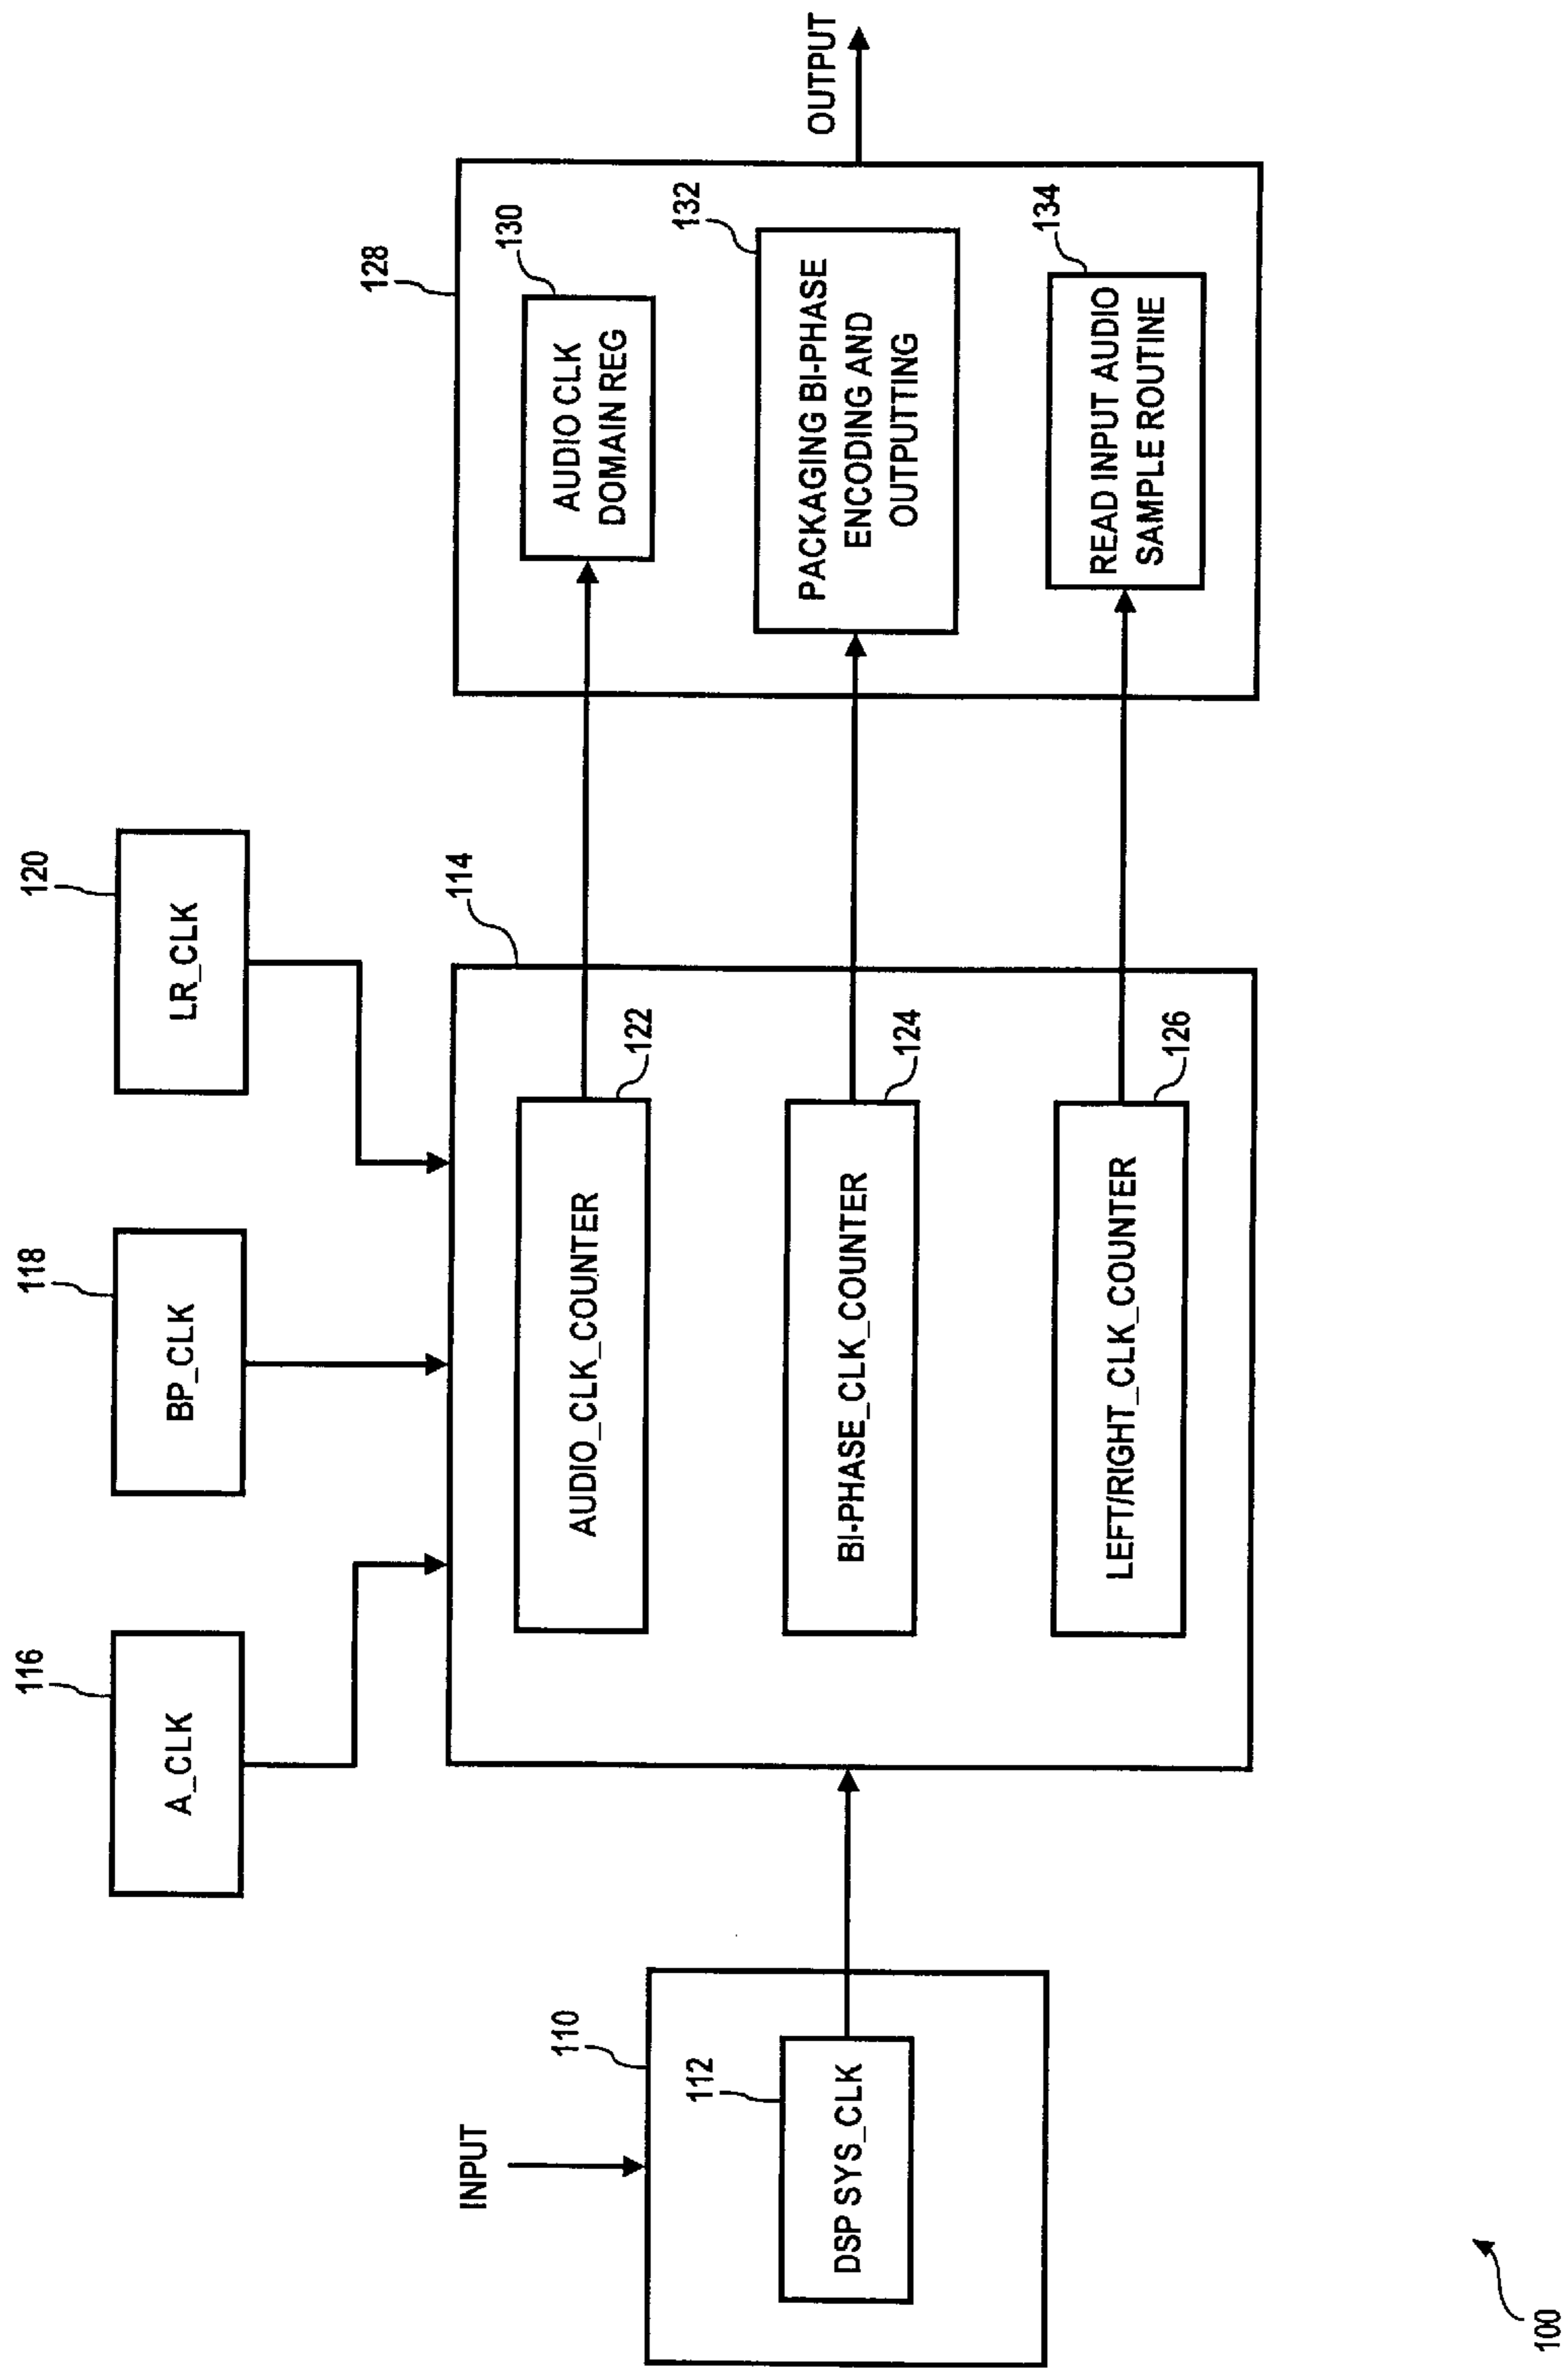 116
A_CLK
118
BP_CLK
120
LR_CLK
INPUT
110
112
DSP SYS_CLK
114
AUDIO_CLK_COUNTER
122
BI-PHASE_CLK_COUNTER
124
LEFT/RIGHT_CLK_COUNTER
126
128
130
AUDIO CLK
DOMAIN REG
132
PACKAGING BI-PHASE
ENCODING AND
OUTPUTTING
134
READ INPUT AUDIO
SAMPLE ROUTINE
OUTPUT
100